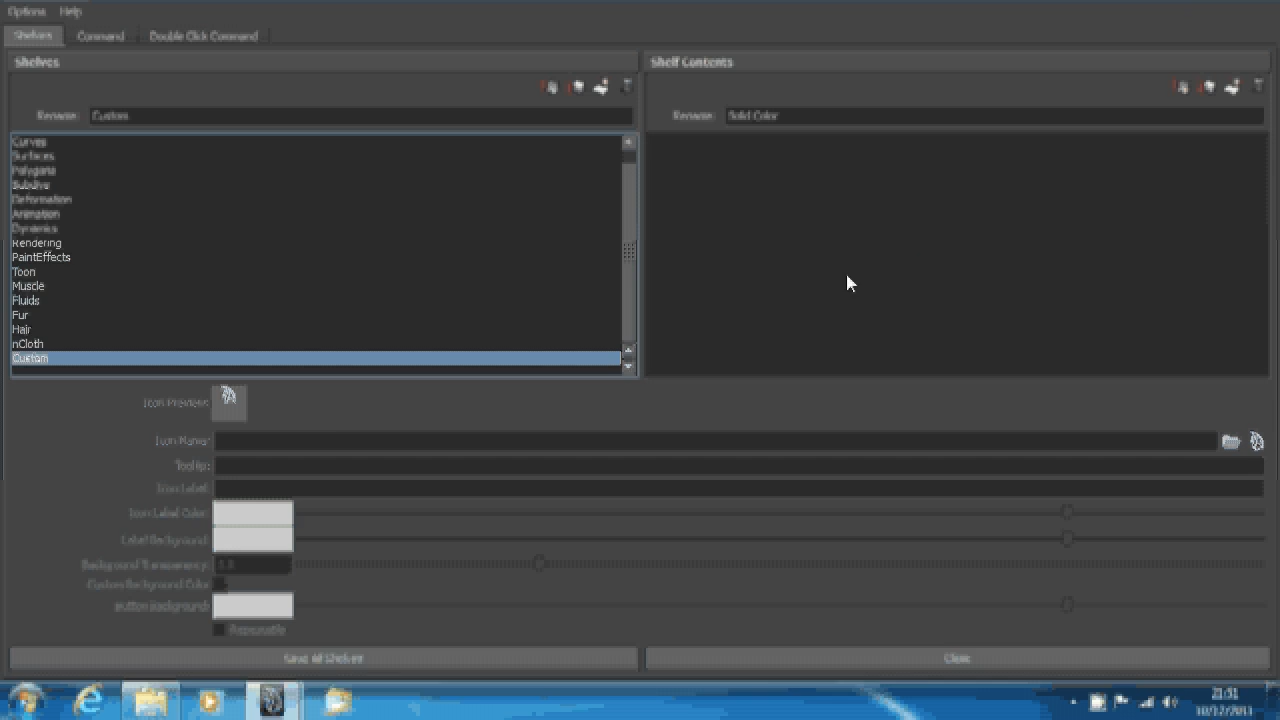 Options Help
Shelves Command Double Click Command
Shelves Shelf Contents
Rename: Custom Rename: Solid Color
Curves
Surfaces
Polygons
Subdivs
Deformation
Animation
Dynamics
Rendering
PaintEffects
Toon
Muscle
Fluids
Fur
Hair
nCloth
Custom
Icon Preview:
Icon Name:
Tooltip:
Icon Label:
Icon Label Color:
Label Background:
Background Transparency:
Custom Background Color
Button Background:
Repeatable
Save All Shelves Close
21:51